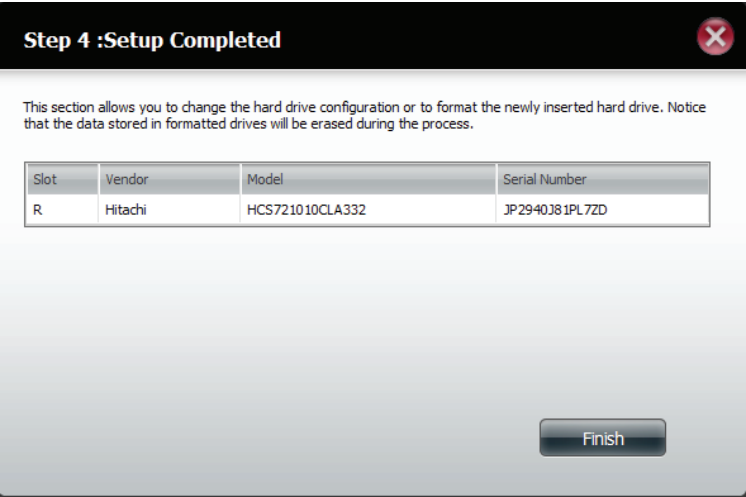 Step 4 :Setup Completed
This section allows you to change the hard drive configuration or to format the newly inserted hard drive. Notice
that the data stored in formatted drives will be erased during the process.
Slot Vendor Model Serial Number
R Hitachi HCS721010CLA332 JP2940J81PL7ZD
Finish